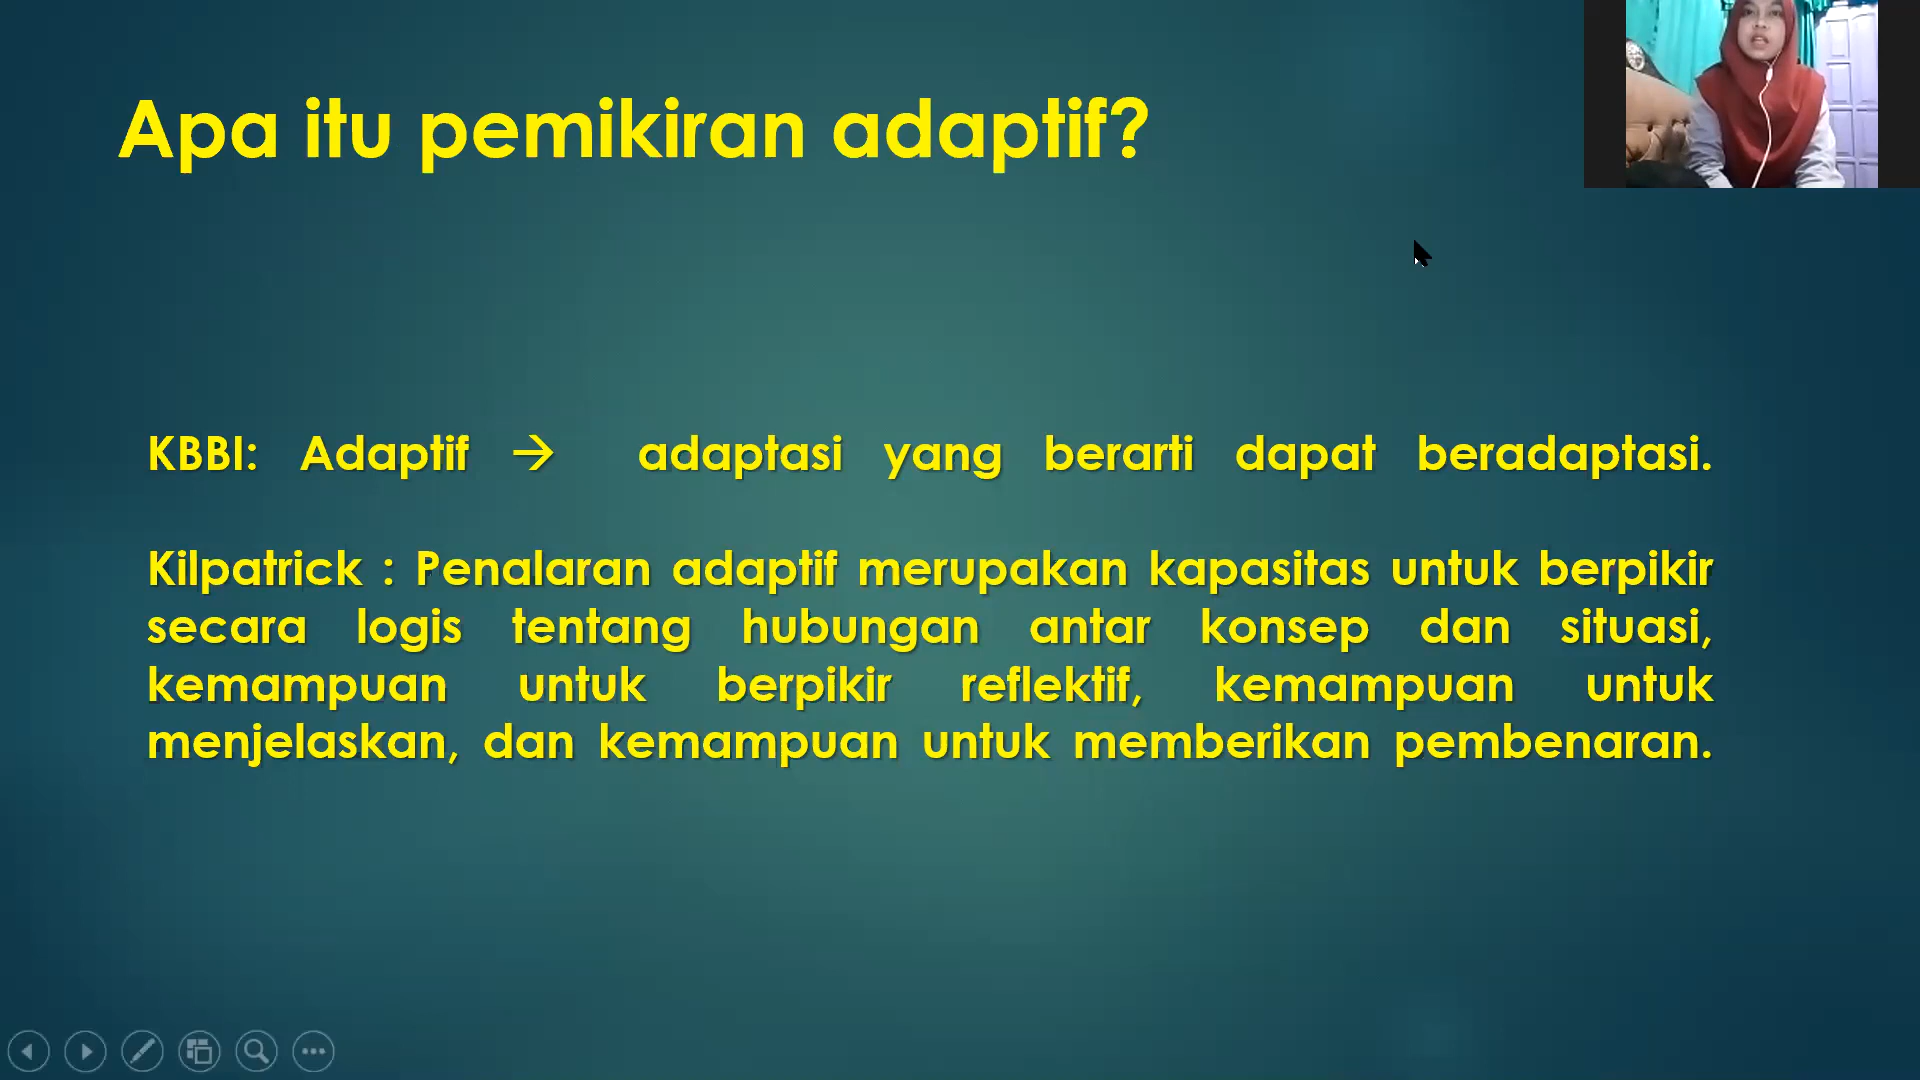 Apa itu pemikiran adaptif?
KBBI: Adaptif → adaptasi yang berarti dapat beradaptasi.
Kilpatrick : Penalaran adaptif merupakan kapasitas untuk berpikir
secara logis tentang hubungan antar konsep dan situasi,
kemampuan untuk berpikir reflektif, kemampuan untuk
menjelaskan, dan kemampuan untuk memberikan pembenaran.